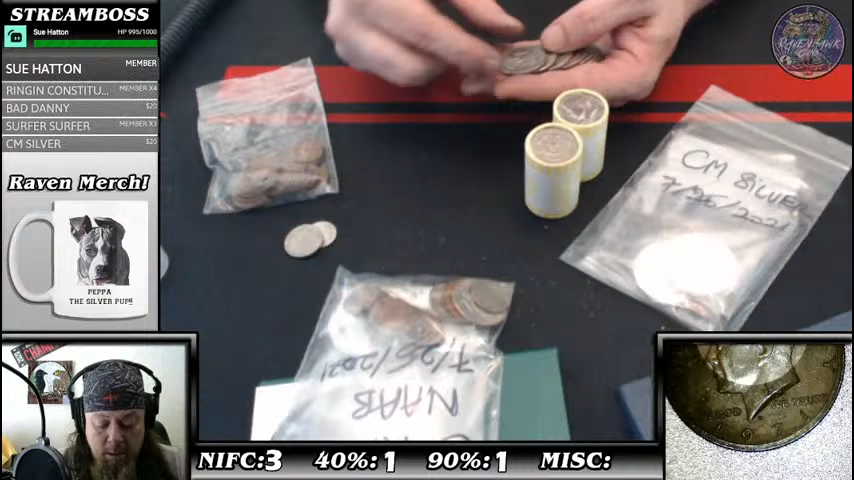 STREAMBOSS
Sue Hatton HP 995/1000
SUE HATTON MEMBER
RINGIN CONSTITU... MEMBER X4
BAD DANNY $20
SURFER SURFER MEMBER X3
CM SILVER $20
Raven Merch!
PEPPA
THE SILVER PUP
CM SILVER
7/25/2021
7/25/2021
NAAB
NIFC:3 40%:1 90%:1 MISC: